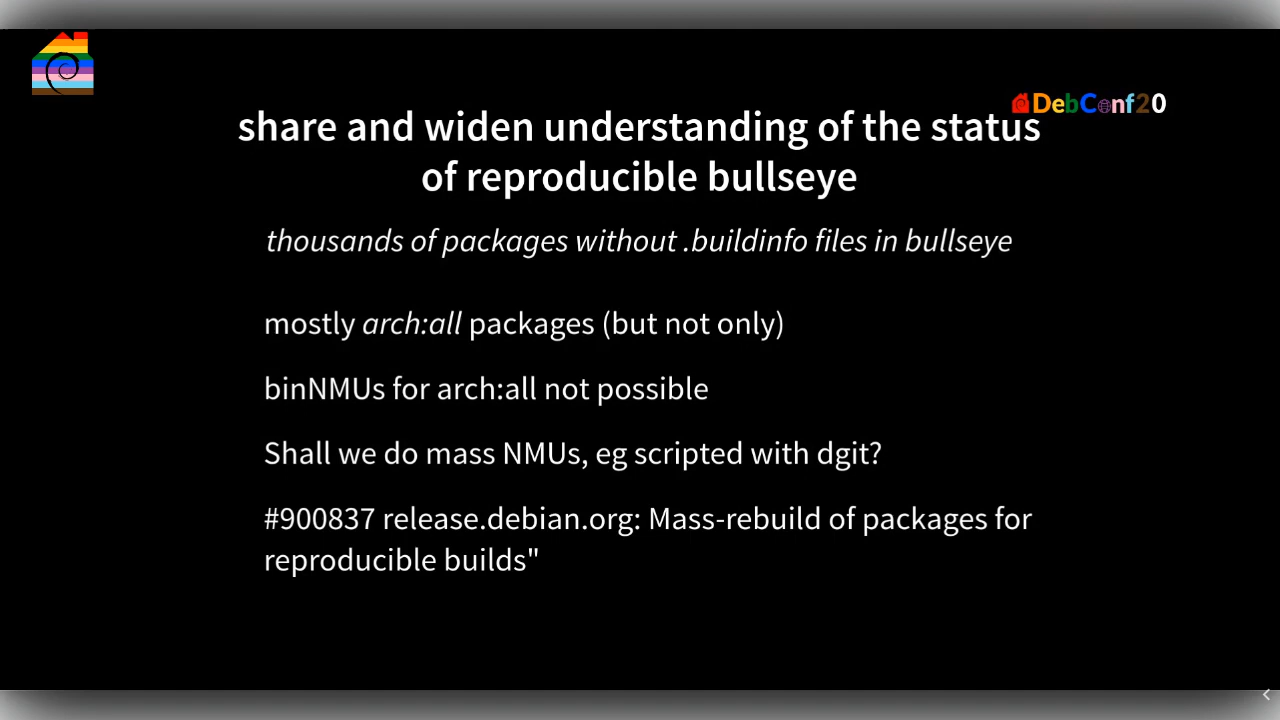 DebConf20
share and widen understanding of the status
of reproducible bullseye
thousands of packages without .buildinfo files in bullseye
mostly arch:all packages (but not only)
binNMUs for arch:all not possible
Shall we do mass NMUs, eg scripted with dgit?
#900837 release.debian.org: Mass-rebuild of packages for
reproducible builds"